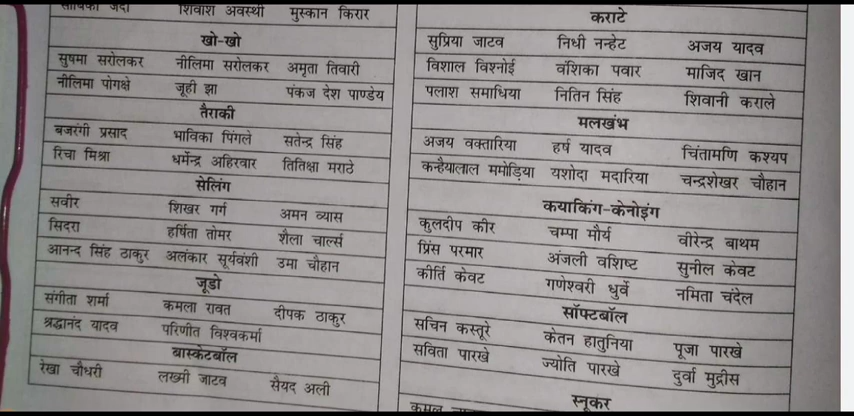 शिवाश अवस्थी मुस्कान किरार
खो-खो
सुषमा सरोलकर नीलिमा सरोलकर अमृता तिवारी
नीलिमा पोगक्षे जूही झा पंकज देश पाण्डेय
तैराकी
बजरंगी प्रसाद भाविका पिंगले सतेन्द्र सिंह
रिचा मिश्रा धर्मेन्द्र अहिरवार तितिक्षा मराठे
सेलिंग
सवीर शिखर गर्ग अमन व्यास
सिदरा हर्षिता तोमर शैला चार्ल्स
आनन्द सिंह ठाकुर अलंकार सूर्यवंशी उमा चौहान
जूडो
संगीता शर्मा कमला रावत दीपक ठाकुर
श्रद्धानंद यादव परिणीत विश्वकर्मा
बास्केटबॉल
रेखा चौधरी लख्मी जाटव सैयद अली
कराटे
सुप्रिया जाटव निधी नन्हेट अजय यादव
विशाल विश्नोई वंशिका पवार माजिद खान
पलाश समाधिया नितिन सिंह शिवानी कराले
मलखंभ
अजय वक्तारिया हर्ष यादव चिंतामणि कश्यप
कन्हैयालाल ममोड़िया यशोदा मदारिया चन्द्रशेखर चौहान
कयाकिंग-केनोइंग
कुलदीप कीर चम्पा मौर्य वीरेन्द्र बाथम
प्रिंस परमार अंजली वशिष्ट सुनील केवट
कीर्ति केवट गणेश्वरी धुर्वे नमिता चंदेल
सॉफ्टबॉल
सचिन कस्तूरे केतन हातुनिया पूजा पारखे
सविता पारखे ज्योति पारखे दुर्वा मुद्रीस
स्नूकर